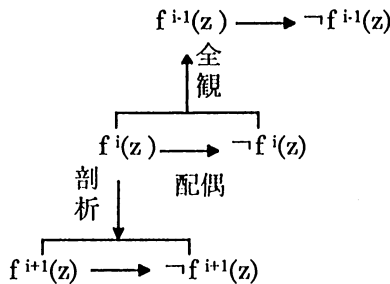 f i-1(z) → ¬f i-1(z)
全
観
f i(z) → ¬f i(z)
剖
析
配偶
f i+1(z) → ¬f i+1(z)